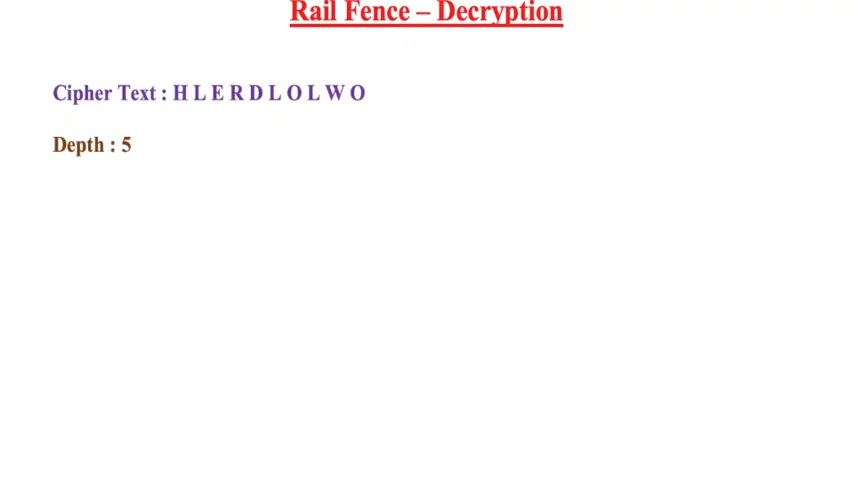 Rail Fence – Decryption
Cipher Text : H L E R D L O L W O
Depth : 5